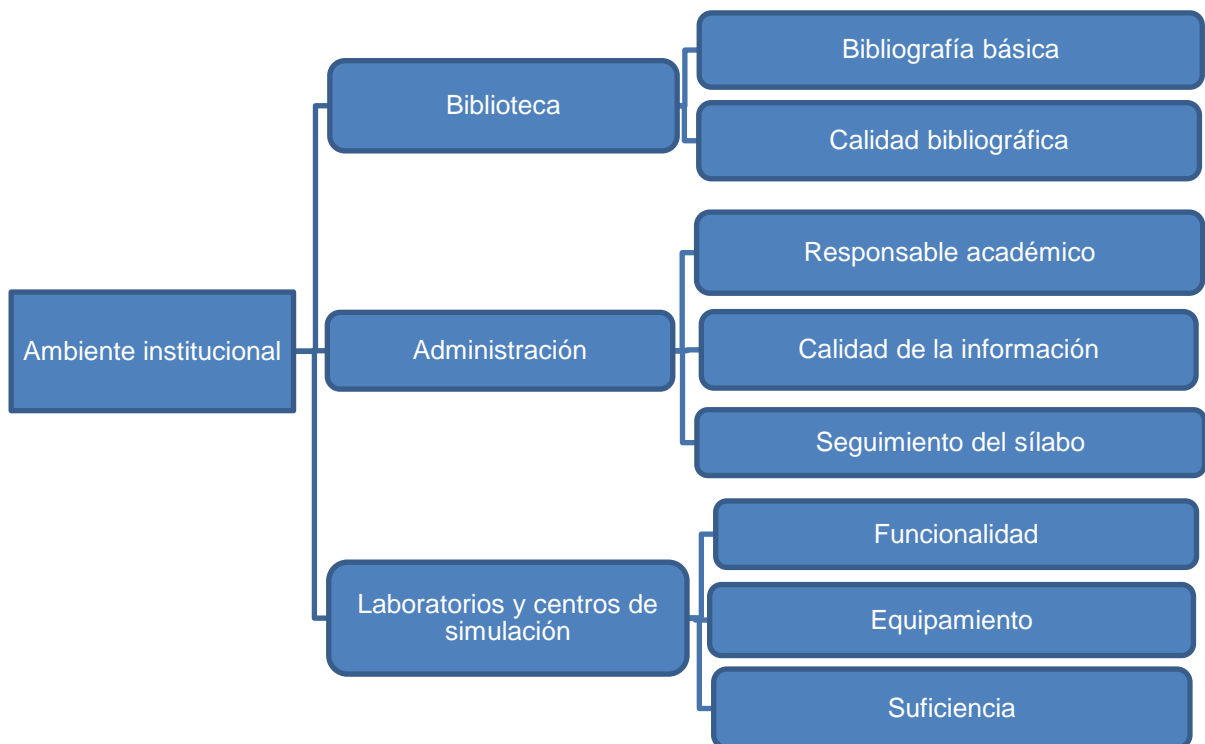 Ambiente institucional
Biblioteca
Bibliografía básica
Calidad bibliográfica
Administración
Responsable académico
Calidad de la información
Seguimiento del sílabo
Laboratorios y centros de
simulación
Funcionalidad
Equipamiento
Suficiencia